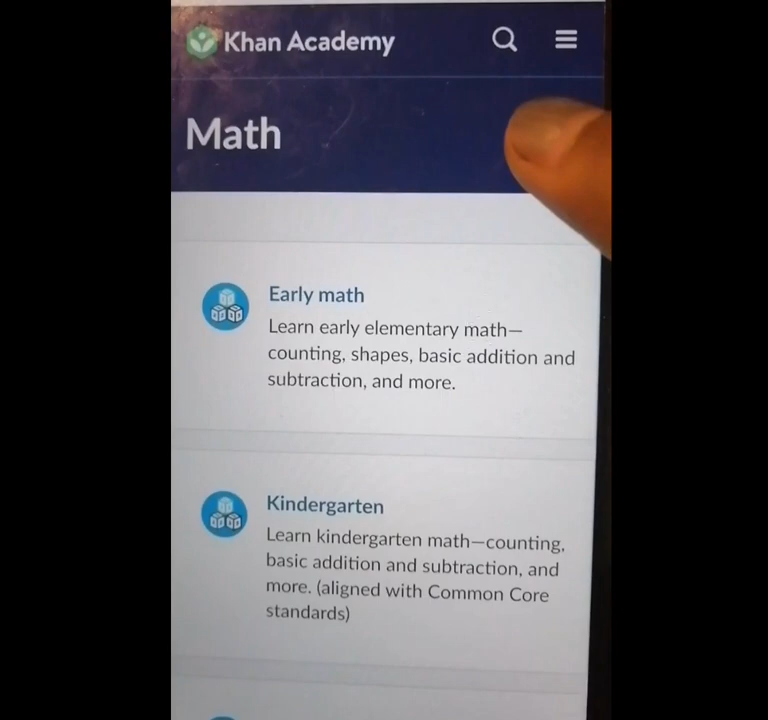 Khan Academy
Math
Early math
Learn early elementary math—
counting, shapes, basic addition and
subtraction, and more.
Kindergarten
Learn kindergarten math—counting,
basic addition and subtraction, and
more. (aligned with Common Core
standards)